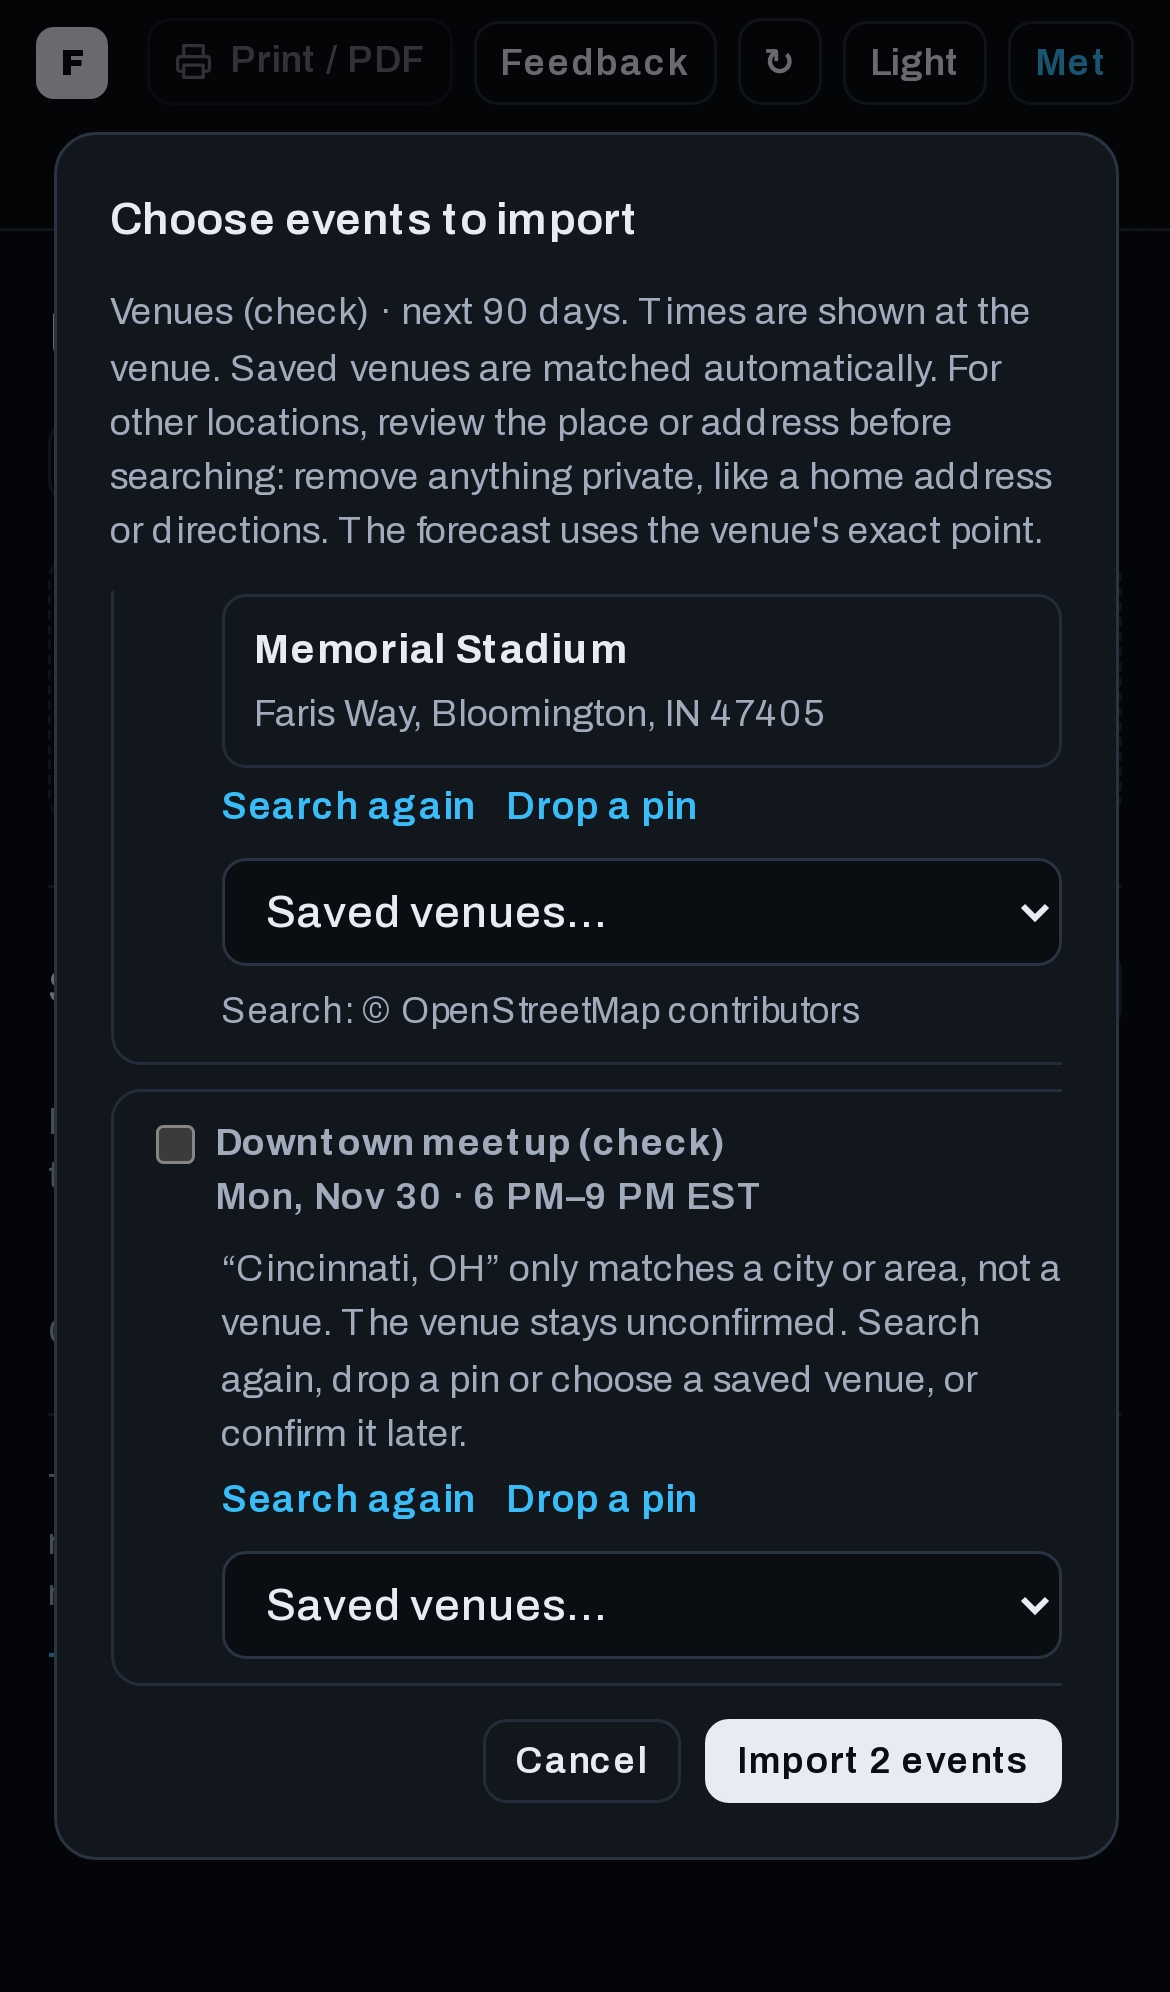 F
Print / PDF
Feedback
↻
Light
Met
Choose events to import
Venues (check) · next 90 days. Times are shown at the
venue. Saved venues are matched automatically. For
other locations, review the place or address before
searching: remove anything private, like a home address
or directions. The forecast uses the venue's exact point.
Memorial Stadium
Faris Way, Bloomington, IN 47405
Search again Drop a pin
Saved venues…
Search: © OpenStreetMap contributors
Downtown meetup (check)
Mon, Nov 30 · 6 PM–9 PM EST
“Cincinnati, OH” only matches a city or area, not a
venue. The venue stays unconfirmed. Search
again, drop a pin or choose a saved venue, or
confirm it later.
Search again Drop a pin
Saved venues…
Cancel
Import 2 events